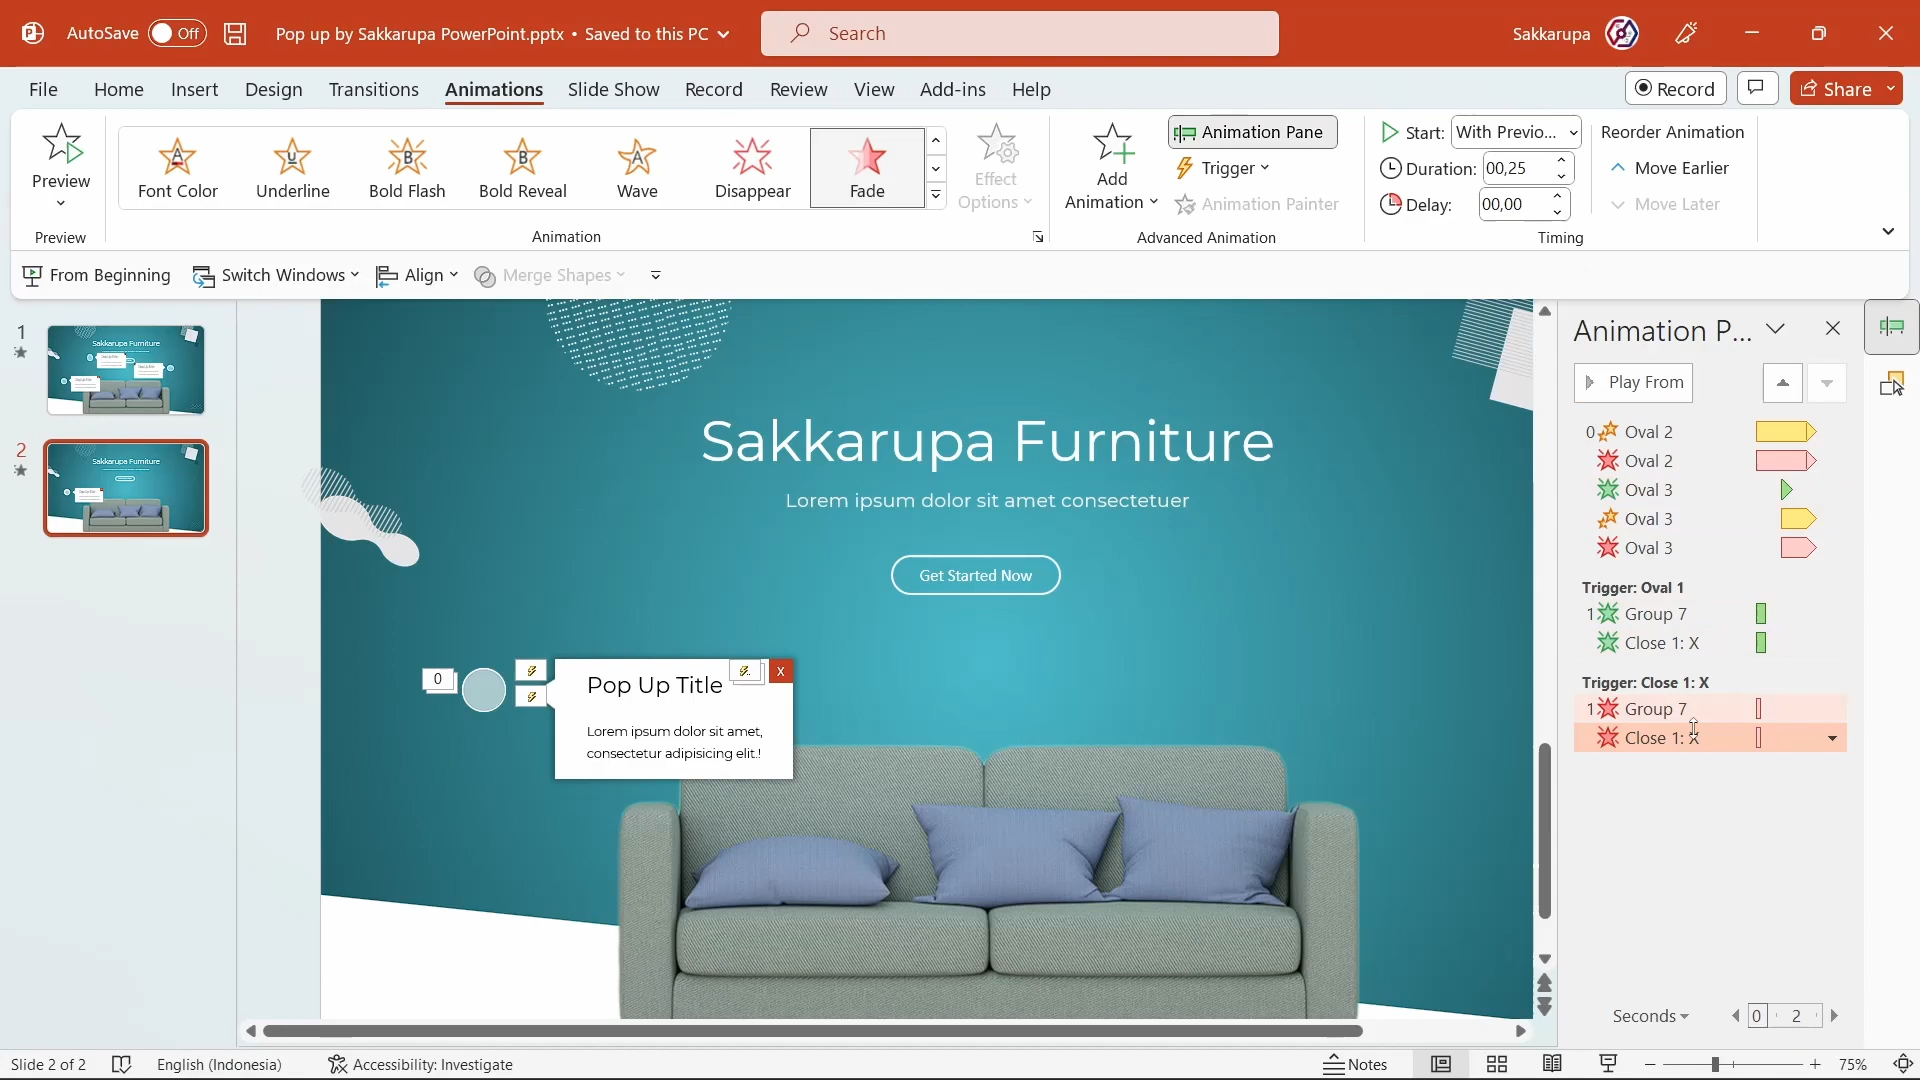 AutoSave Off Pop up by Sakkarupa PowerPoint.pptx • Saved to this PC Search Sakkarupa
File Home Insert Design Transitions Animations Slide Show Record Review View Add-ins Help Record Share
Preview
Preview
Font Color Underline Bold Flash Bold Reveal Wave Disappear Fade
Animation
Effect
Options
Add
Animation
Animation Pane
Trigger
Animation Painter
Advanced Animation
Start: With Previo...
Duration: 00,25
Delay: 00,00
Timing
Reorder Animation
Move Earlier
Move Later
From Beginning Switch Windows Align Merge Shapes
1
2
Sakkarupa Furniture
Sakkarupa Furniture
Sakkarupa Furniture
Lorem ipsum dolor sit amet consectetuer
Get Started Now
0
Pop Up Title
X
Lorem ipsum dolor sit amet,
consectetur adipisicing elit.!
Animation P...
Play From
0 Oval 2
Oval 2
Oval 3
Oval 3
Oval 3
Trigger: Oval 1
1 Group 7
Close 1: X
Trigger: Close 1: X
1 Group 7
Close 1: X
Seconds 0 2
Slide 2 of 2 English (Indonesia) Accessibility: Investigate Notes 75%